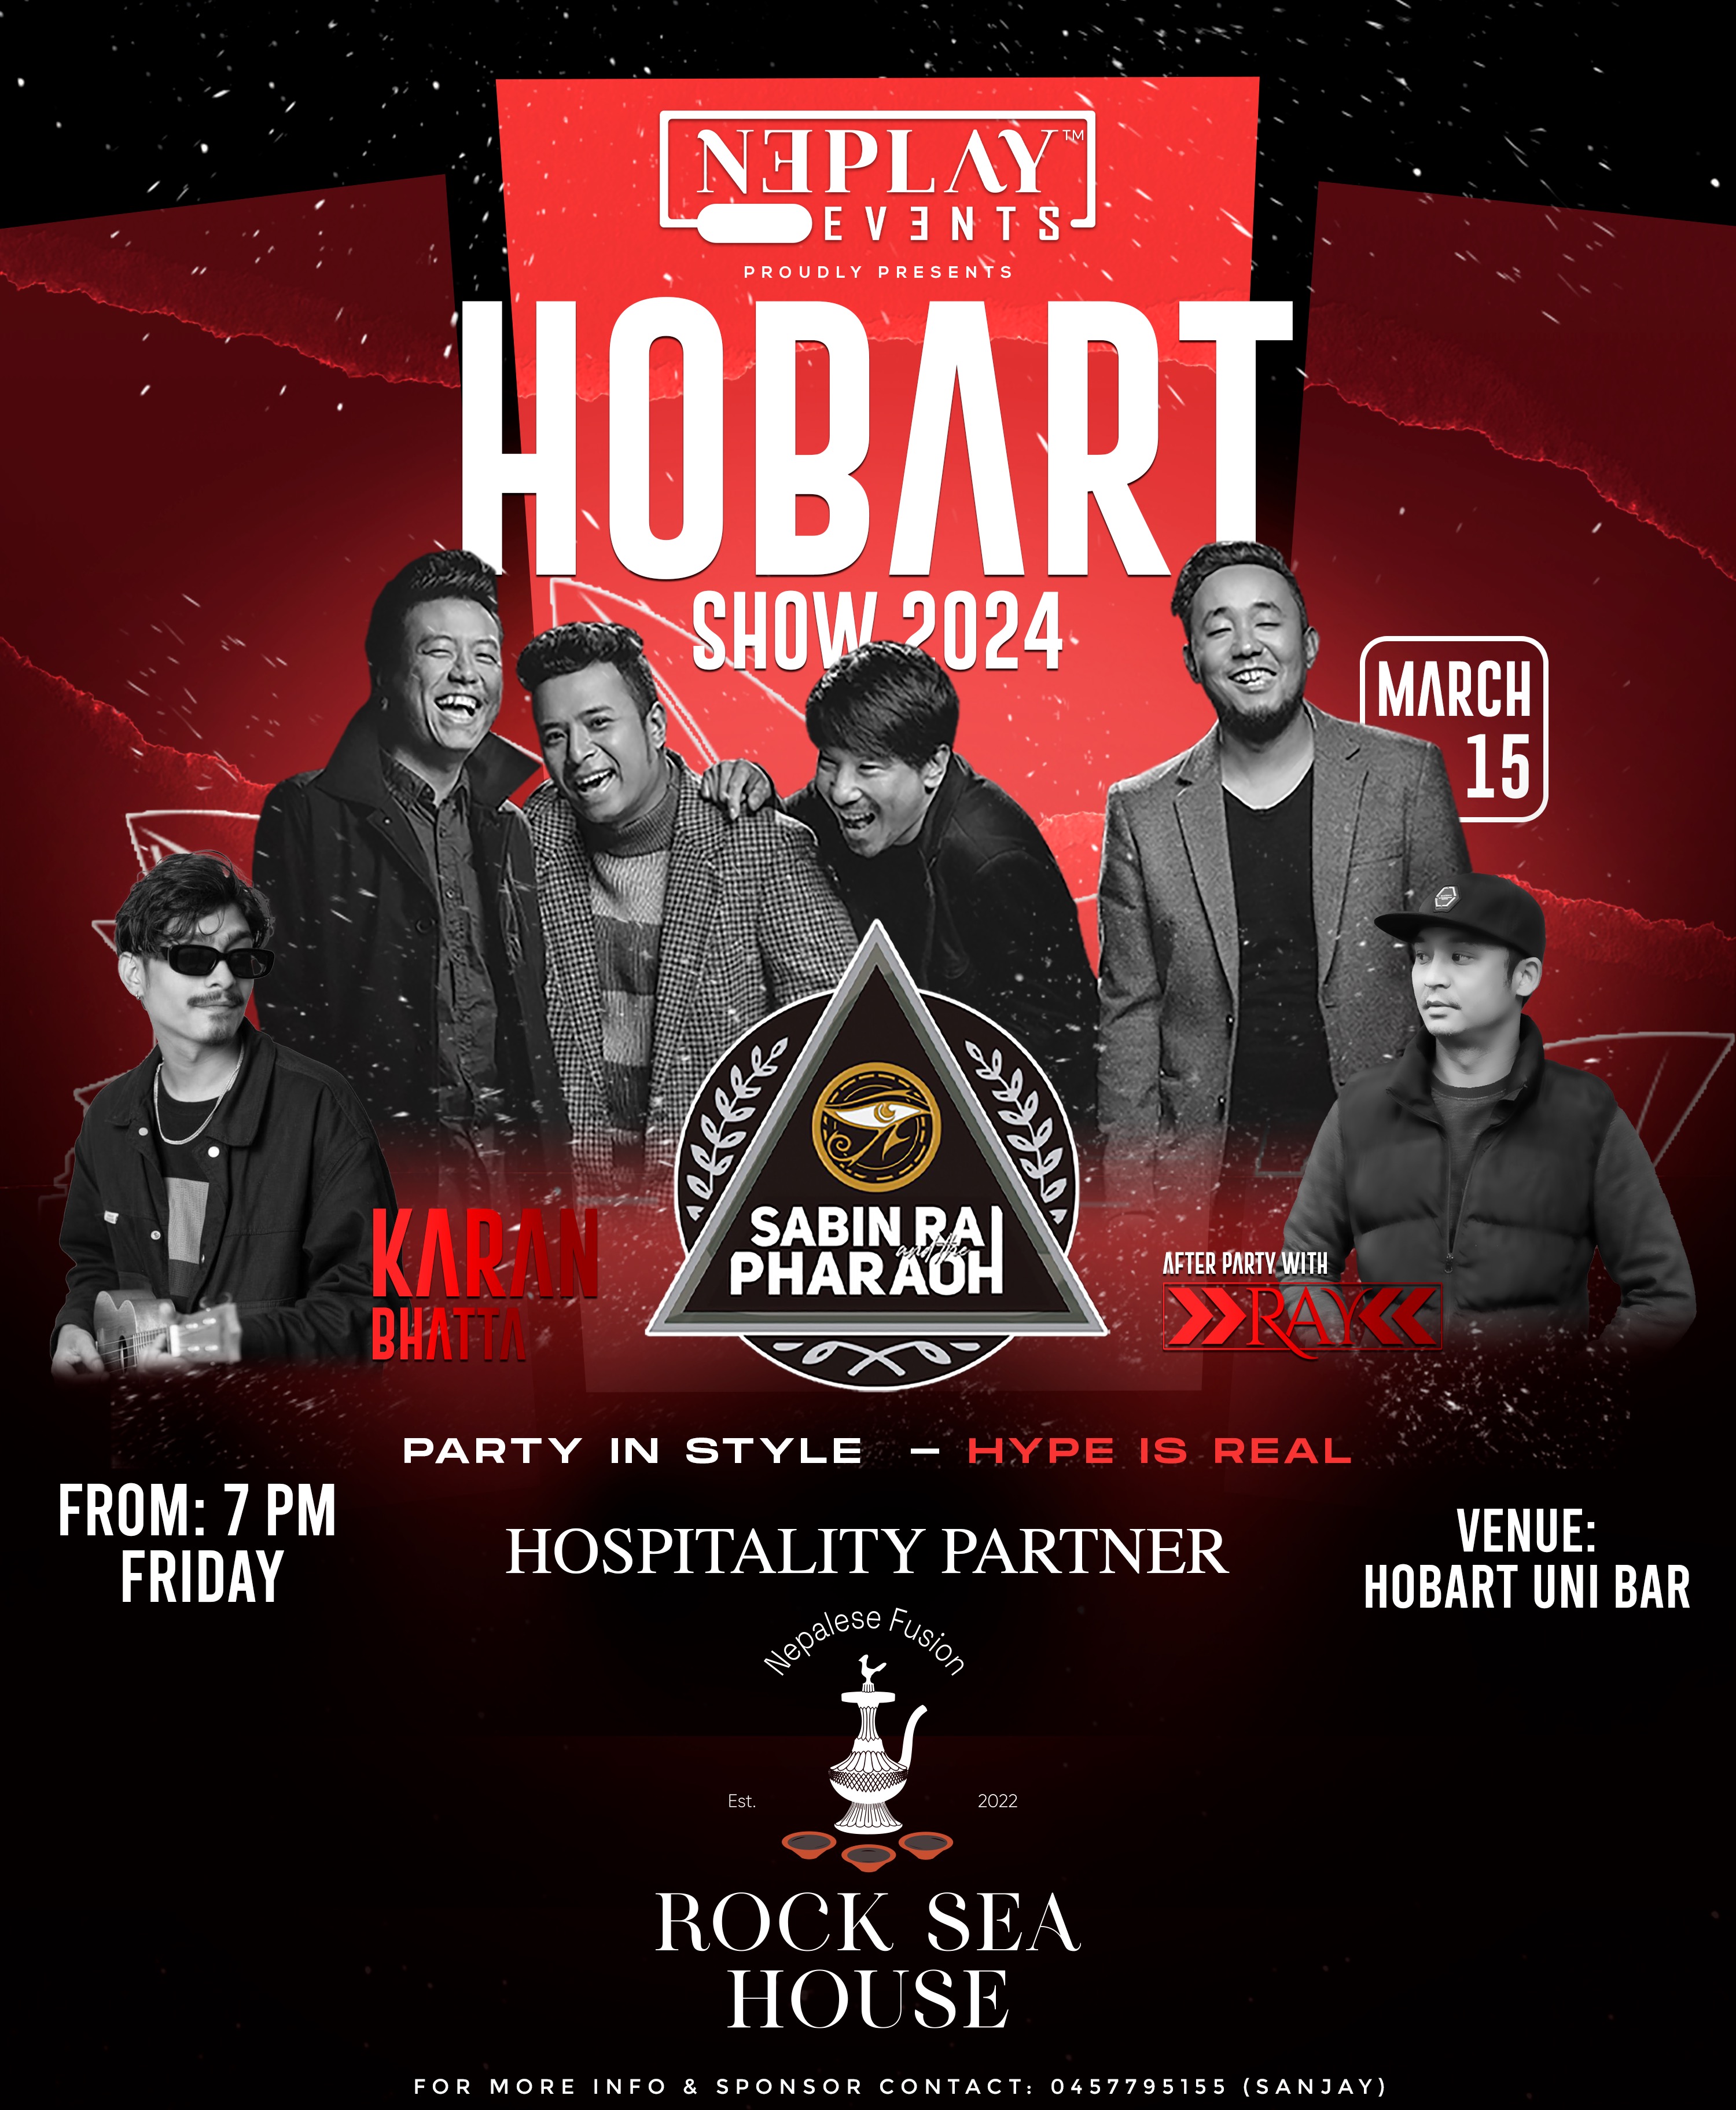 NEPLAY™
EVENTS
PROUDLY PRESENTS
HOBART
SHOW 2024
MARCH
15
SABIN RAI
and the
PHARAOH
KARAN
BHATTA
AFTER PARTY WITH
RAY
PARTY IN STYLE – HYPE IS REAL
FROM: 7 PM
FRIDAY
HOSPITALITY PARTNER
VENUE:
HOBART UNI BAR
Nepalese Fusion
Est. 2022
ROCK SEA
HOUSE
FOR MORE INFO & SPONSOR CONTACT: 0457795155 (SANJAY)